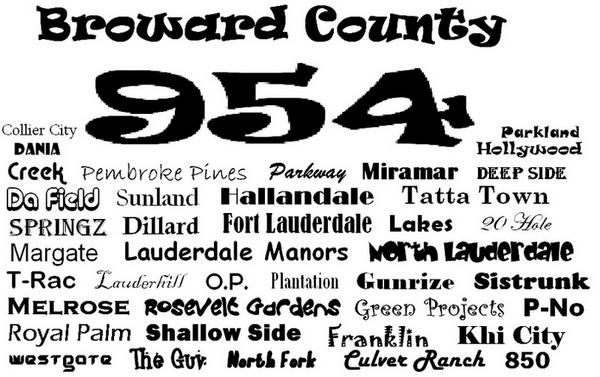 Broward County
954
Collier City Parkland
DANIA Hollywood
Creek Pembroke Pines Parkway Miramar DEEP SIDE
Da Field Sunland Hallandale Tatta Town
SPRINGZ Dillard Fort Lauderdale Lakes 20 Hole
Margate Lauderdale Manors North Lauderdale
T-Rac Lauderhill O.P. Plantation Gunrize Sistrunk
MELROSE Rosevelt Gardens Green Projects P-No
Royal Palm Shallow Side Franklin Khi City
westgate The Guv. North Fork Culver Ranch 850